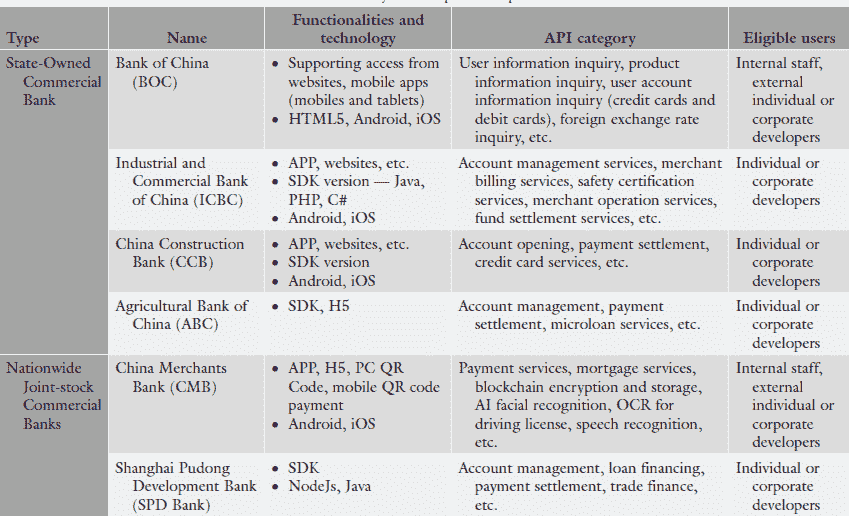 Functionalities and
Type Name technology API category Eligible users
State-Owned
Commercial
Bank
Bank of China
(BOC)
• Supporting access from
websites, mobile apps
(mobiles and tablets)
• HTML5, Android, iOS
User information inquiry, product
information inquiry, user account
information inquiry (credit cards and
debit cards), foreign exchange rate
inquiry, etc.
Internal staff,
external
individual or
corporate
developers
Industrial and
Commercial Bank
of China (ICBC)
• APP, websites, etc.
• SDK version — Java,
PHP, C#
• Android, iOS
Account management services, merchant
billing services, safety certification
services, merchant operation services,
fund settlement services, etc.
Individual or
corporate
developers
China Construction
Bank (CCB)
• APP, websites, etc.
• SDK version
• Android, iOS
Account opening, payment settlement,
credit card services, etc.
Individual or
corporate
developers
Agricultural Bank of
China (ABC)
• SDK, H5
Account management, payment
settlement, microloan services, etc.
Individual or
corporate
developers
Nationwide
Joint-stock
Commercial
Banks
China Merchants
Bank (CMB)
• APP, H5, PC QR
Code, mobile QR code
payment
• Android, iOS
Payment services, mortgage services,
blockchain encryption and storage,
AI facial recognition, OCR for
driving license, speech recognition,
etc.
Internal staff,
external
individual or
corporate
developers
Shanghai Pudong
Development Bank
(SPD Bank)
• SDK
• NodeJs, Java
Account management, loan financing,
payment settlement, trade finance,
etc.
Individual or
corporate
developers